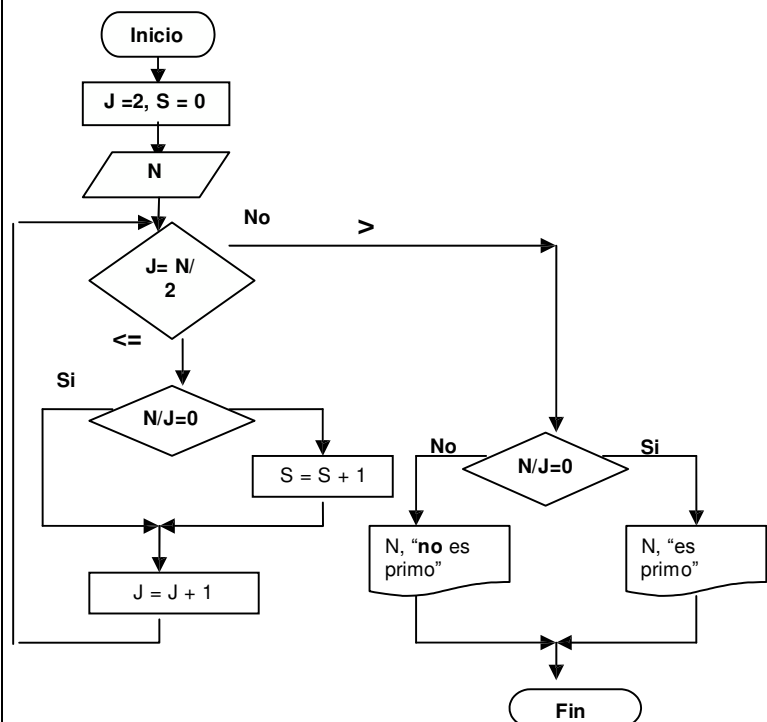 Inicio
J =2, S = 0
N
No
>
J= N/
2
<=
Si
N/J=0
S = S + 1
J = J + 1
No
N/J=0
Si
N, “no es
primo”
N, “es
primo”
Fin